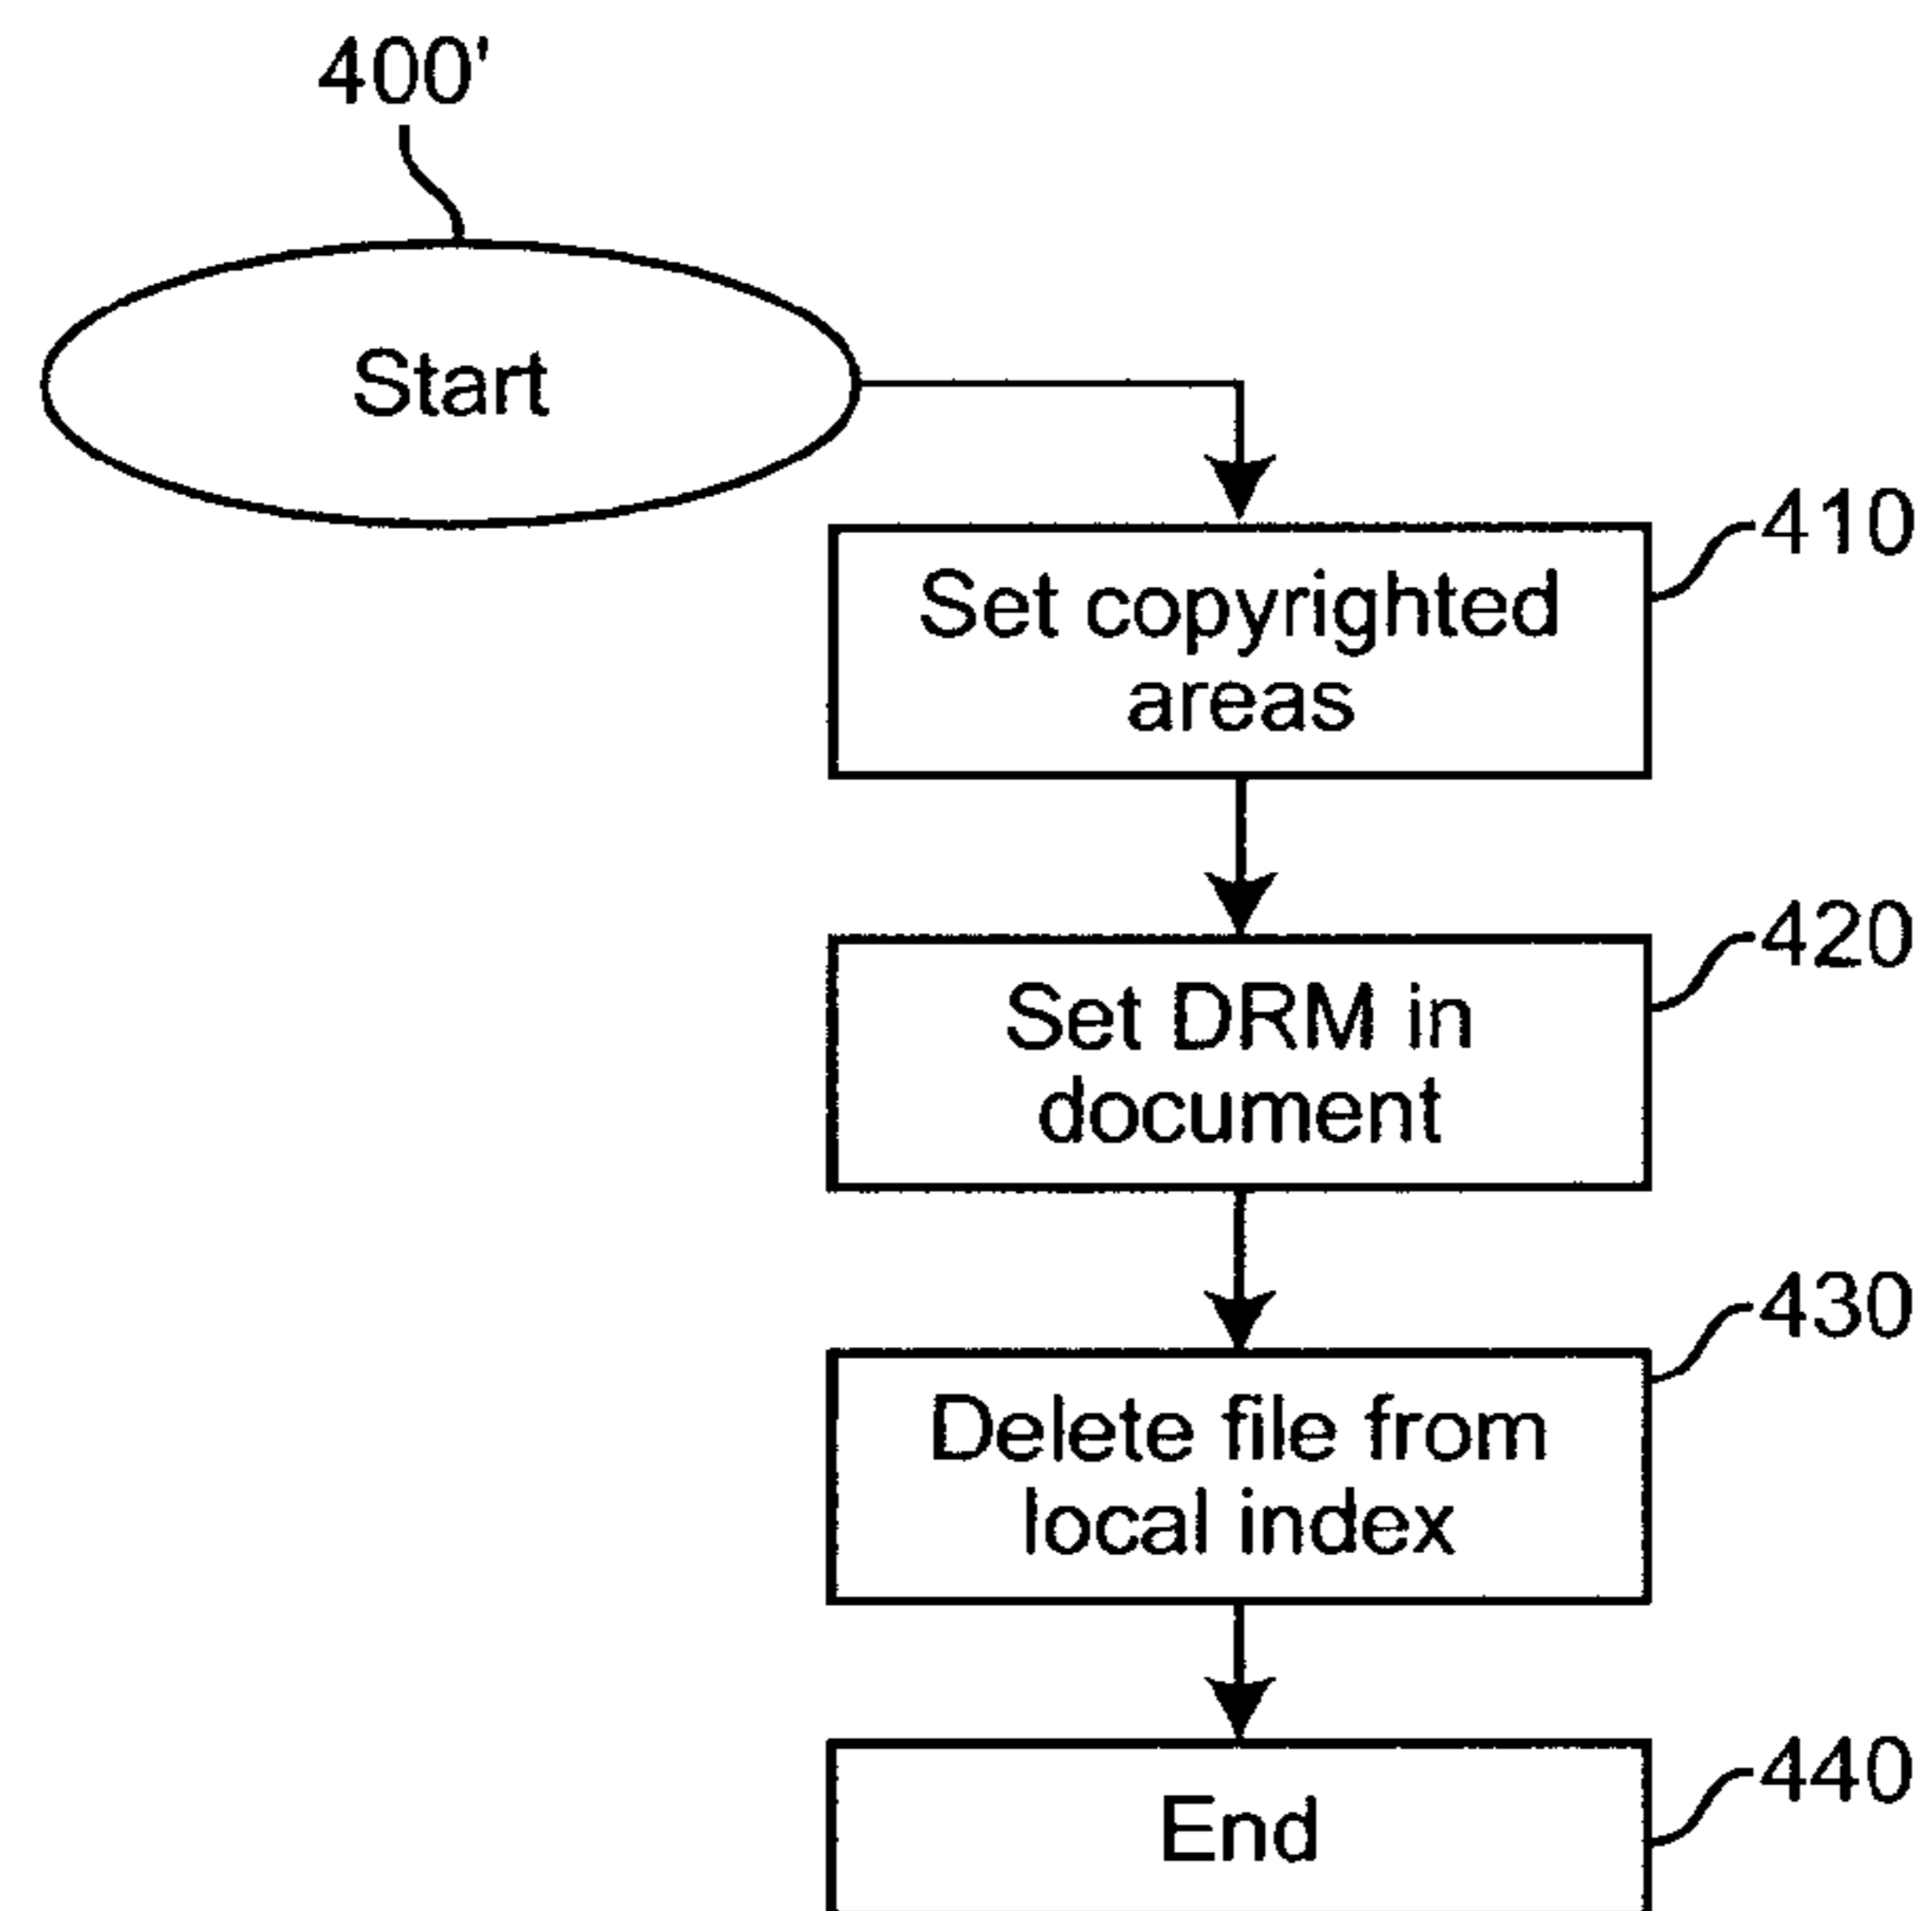 400'
Start
410
Set copyrighted
areas
420
Set DRM in
document
430
Delete file from
local index
440
End